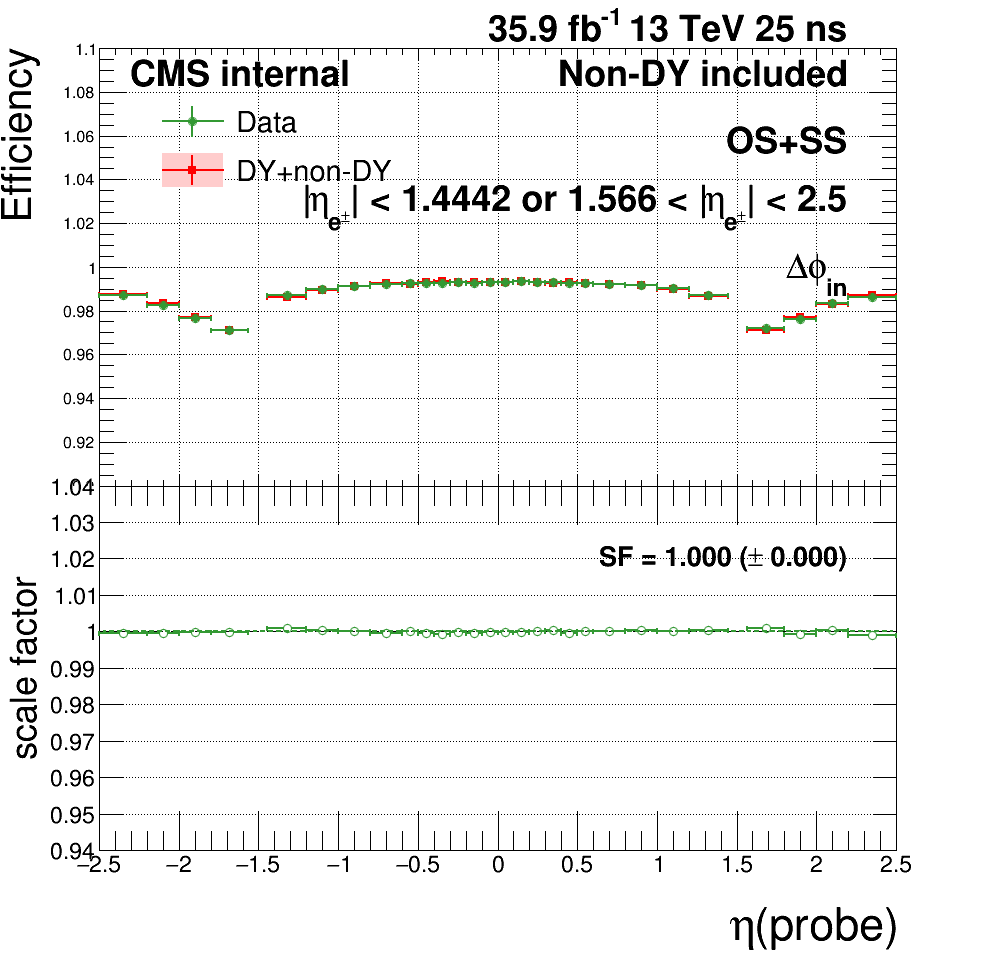 35.9 fb⁻¹ 13 TeV 25 ns
Efficiency
1.1
1.08
1.06
1.04
1.02
1
0.98
0.96
0.94
0.92
CMS internal
Non-DY included
Data
OS+SS
DY+non-DY
|η_e±| < 1.4442 or 1.566 < |η_e±| < 2.5
Δϕ_in
scale factor
1.04
1.03
1.02
1.01
1
0.99
0.98
0.97
0.96
0.95
0.94
SF = 1.000 (± 0.000)
−2.5 −2 −1.5 −1 −0.5 0 0.5 1 1.5 2 2.5
η(probe)